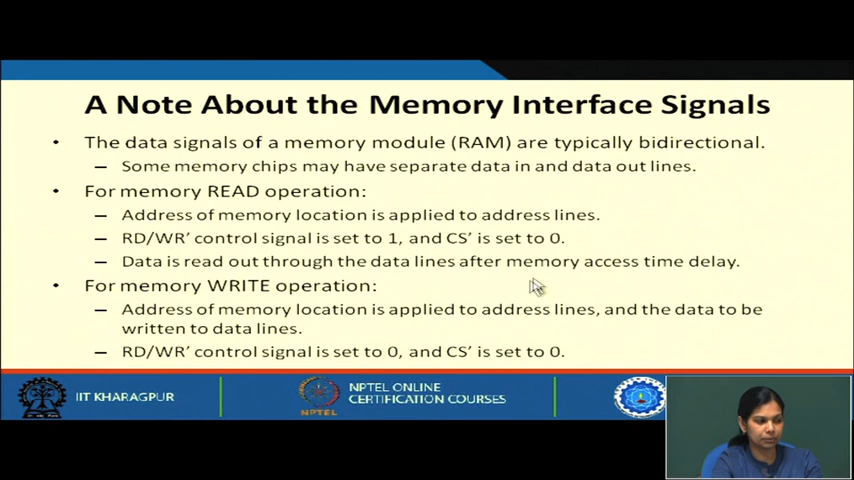 A Note About the Memory Interface Signals
• The data signals of a memory module (RAM) are typically bidirectional.
– Some memory chips may have separate data in and data out lines.
• For memory READ operation:
– Address of memory location is applied to address lines.
– RD/WR’ control signal is set to 1, and CS’ is set to 0.
– Data is read out through the data lines after memory access time delay.
• For memory WRITE operation:
– Address of memory location is applied to address lines, and the data to be
written to data lines.
– RD/WR’ control signal is set to 0, and CS’ is set to 0.
IIT KHARAGPUR
NPTEL
NPTEL ONLINE
CERTIFICATION COURSES